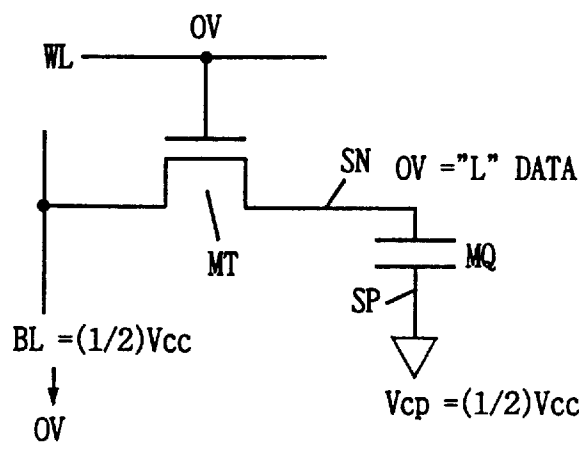 0V
WL
SN
0V ="L" DATA
MT
MQ
SP
BL =(1/2)Vcc
0V
Vcp =(1/2)Vcc